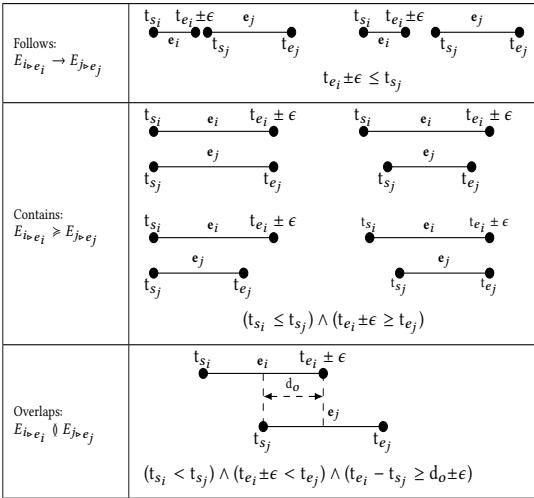 Follows:
E_{i▷e_i} → E_{j▷e_j}
t_{s_i} t_{e_i}±ϵ e_j t_{s_i} t_{e_i}±ϵ e_j
e_i t_{s_j} t_{e_j} e_i t_{s_j} t_{e_j}
t_{e_i}±ϵ ≤ t_{s_j}
Contains:
E_{i▷e_i} ≽ E_{j▷e_j}
t_{s_i} e_i t_{e_i} ± ϵ t_{s_i} e_i t_{e_i} ± ϵ
e_j e_j
t_{s_j} t_{e_j} t_{s_j} t_{e_j}
t_{s_i} e_i t_{e_i} ± ϵ t_{s_i} e_i t_{e_i} ± ϵ
e_j e_j
t_{s_j} t_{e_j} t_{s_j} t_{e_j}
(t_{s_i} ≤ t_{s_j}) ∧ (t_{e_i}±ϵ ≥ t_{e_j})
Overlaps:
E_{i▷e_i} ≬ E_{j▷e_j}
t_{s_i} e_i t_{e_i} ± ϵ
d_o
e_j
t_{s_j} t_{e_j}
(t_{s_i} < t_{s_j}) ∧ (t_{e_i}±ϵ < t_{e_j}) ∧ (t_{e_i} − t_{s_j} ≥ d_o±ϵ)